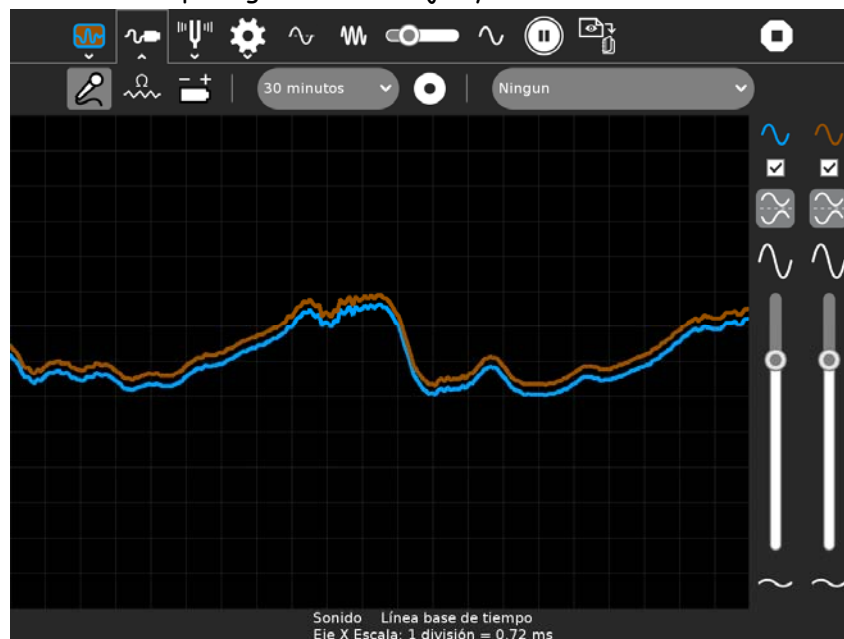 30 minutos
Ningun
Sonido Línea base de tiempo
Eje X Escala: 1 división = 0.72 ms